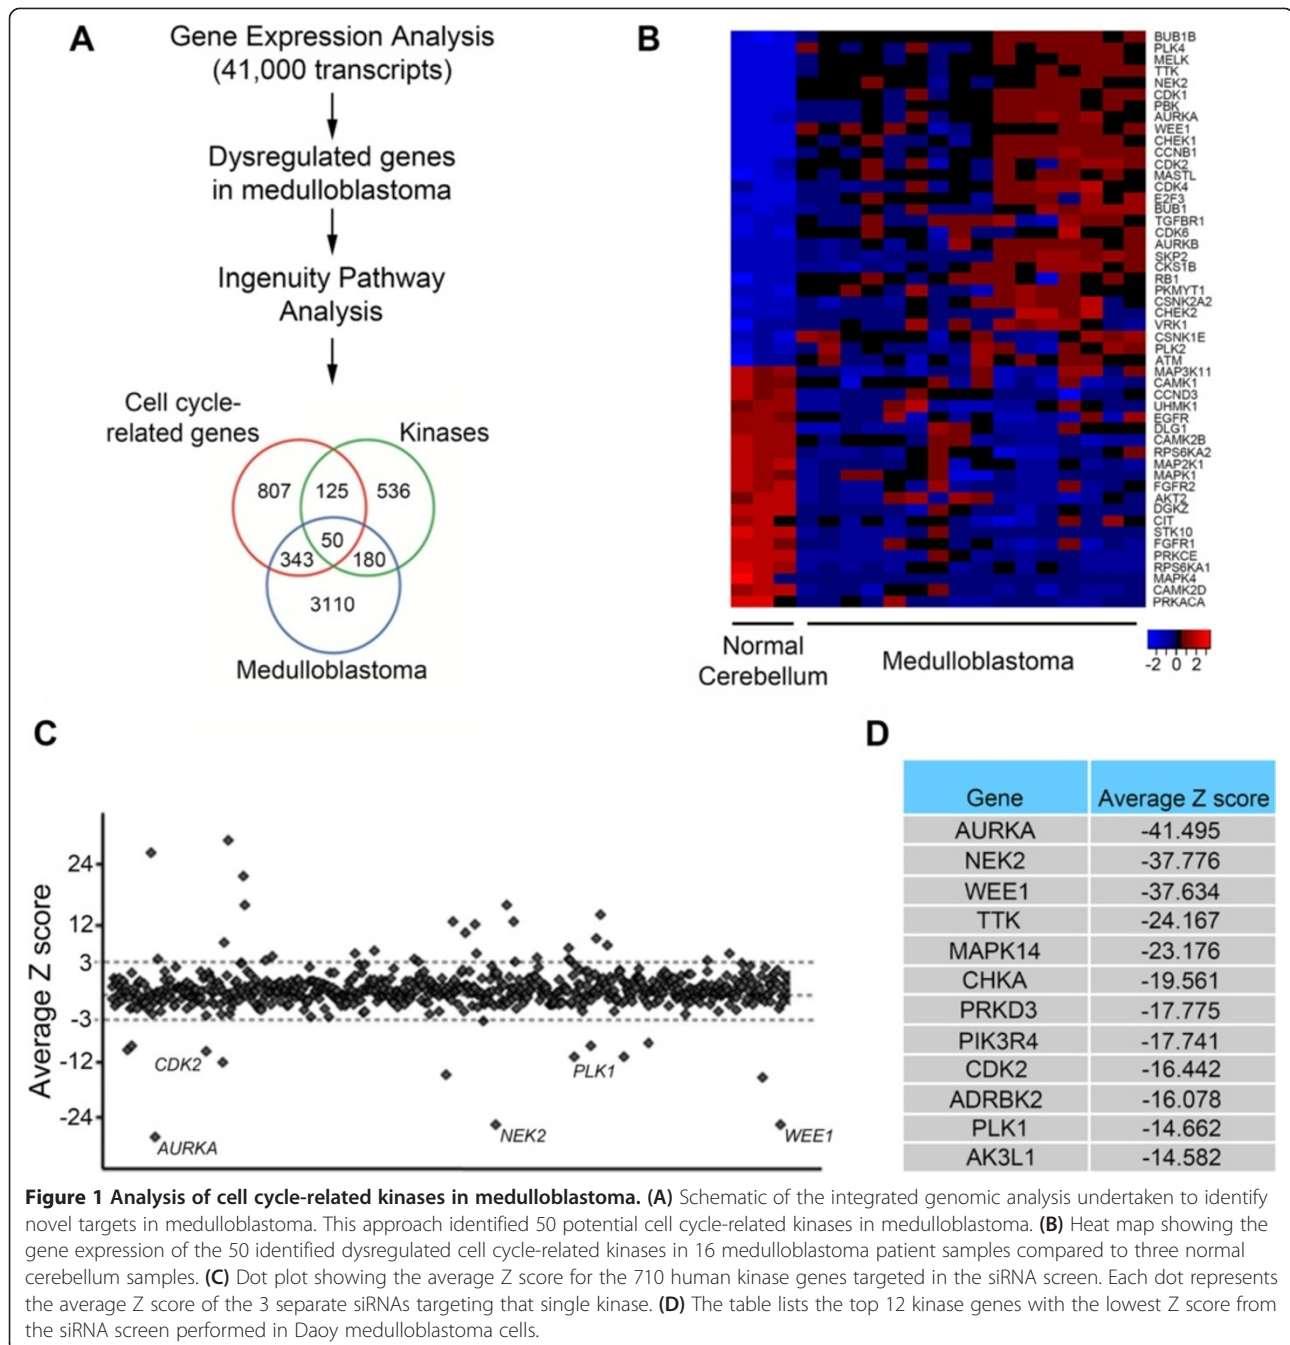 A
Gene Expression Analysis
(41,000 transcripts)
Dysregulated genes
in medulloblastoma
Ingenuity Pathway
Analysis
Cell cycle-
related genes
Kinases
807
125
536
50
343
180
3110
Medulloblastoma
B
BUB1B
PLK4
MELK
TTK
NEK2
CDK1
PBK
AURKA
WEE1
CHEK1
CCNB1
CDK2
MASTL
CDK4
E2F3
BUB1
TGFBR1
CDK6
AURKB
SKP2
CKS1B
RB1
PKMYT1
CSNK2A2
CHEK2
VRK1
CSNK1E
PLK2
ATM
MAP3K11
CAMK1
CCND3
UHMK1
EGFR
DLG1
CAMK2B
RPS6KA2
MAP2K1
MAPK1
FGFR2
AKT2
DGKZ
CIT
STK10
FGFR1
PRKCE
RPS6KA1
MAPK4
CAMK2D
PRKACA
Normal
Cerebellum
Medulloblastoma
-2 0 2
C
Average Z score
24
12
3
-3
-12
-24
CDK2
AURKA
NEK2
PLK1
WEE1
D
Gene Average Z score
AURKA -41.495
NEK2 -37.776
WEE1 -37.634
TTK -24.167
MAPK14 -23.176
CHKA -19.561
PRKD3 -17.775
PIK3R4 -17.741
CDK2 -16.442
ADRBK2 -16.078
PLK1 -14.662
AK3L1 -14.582
Figure 1 Analysis of cell cycle-related kinases in medulloblastoma. (A) Schematic of the integrated genomic analysis undertaken to identify
novel targets in medulloblastoma. This approach identified 50 potential cell cycle-related kinases in medulloblastoma. (B) Heat map showing the
gene expression of the 50 identified dysregulated cell cycle-related kinases in 16 medulloblastoma patient samples compared to three normal
cerebellum samples. (C) Dot plot showing the average Z score for the 710 human kinase genes targeted in the siRNA screen. Each dot represents
the average Z score of the 3 separate siRNAs targeting that single kinase. (D) The table lists the top 12 kinase genes with the lowest Z score from
the siRNA screen performed in Daoy medulloblastoma cells.